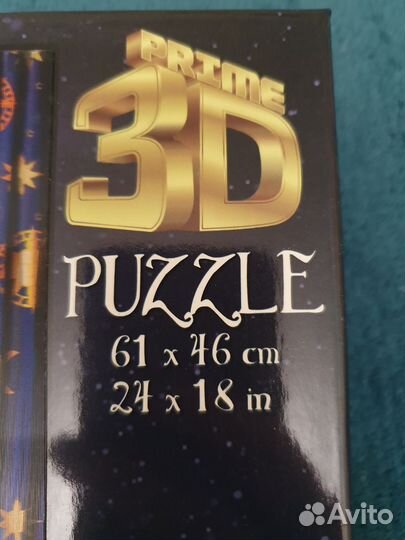 PRIME
3D
PUZZLE
61 x 46 cm
24 x 18 in
Avito